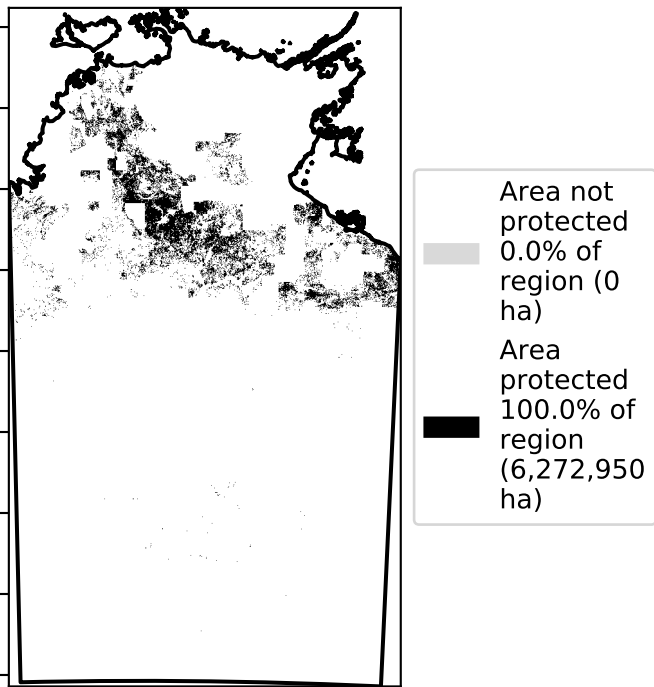 Area not
protected
0.0% of
region (0
ha)
Area
protected
100.0% of
region
(6,272,950
ha)